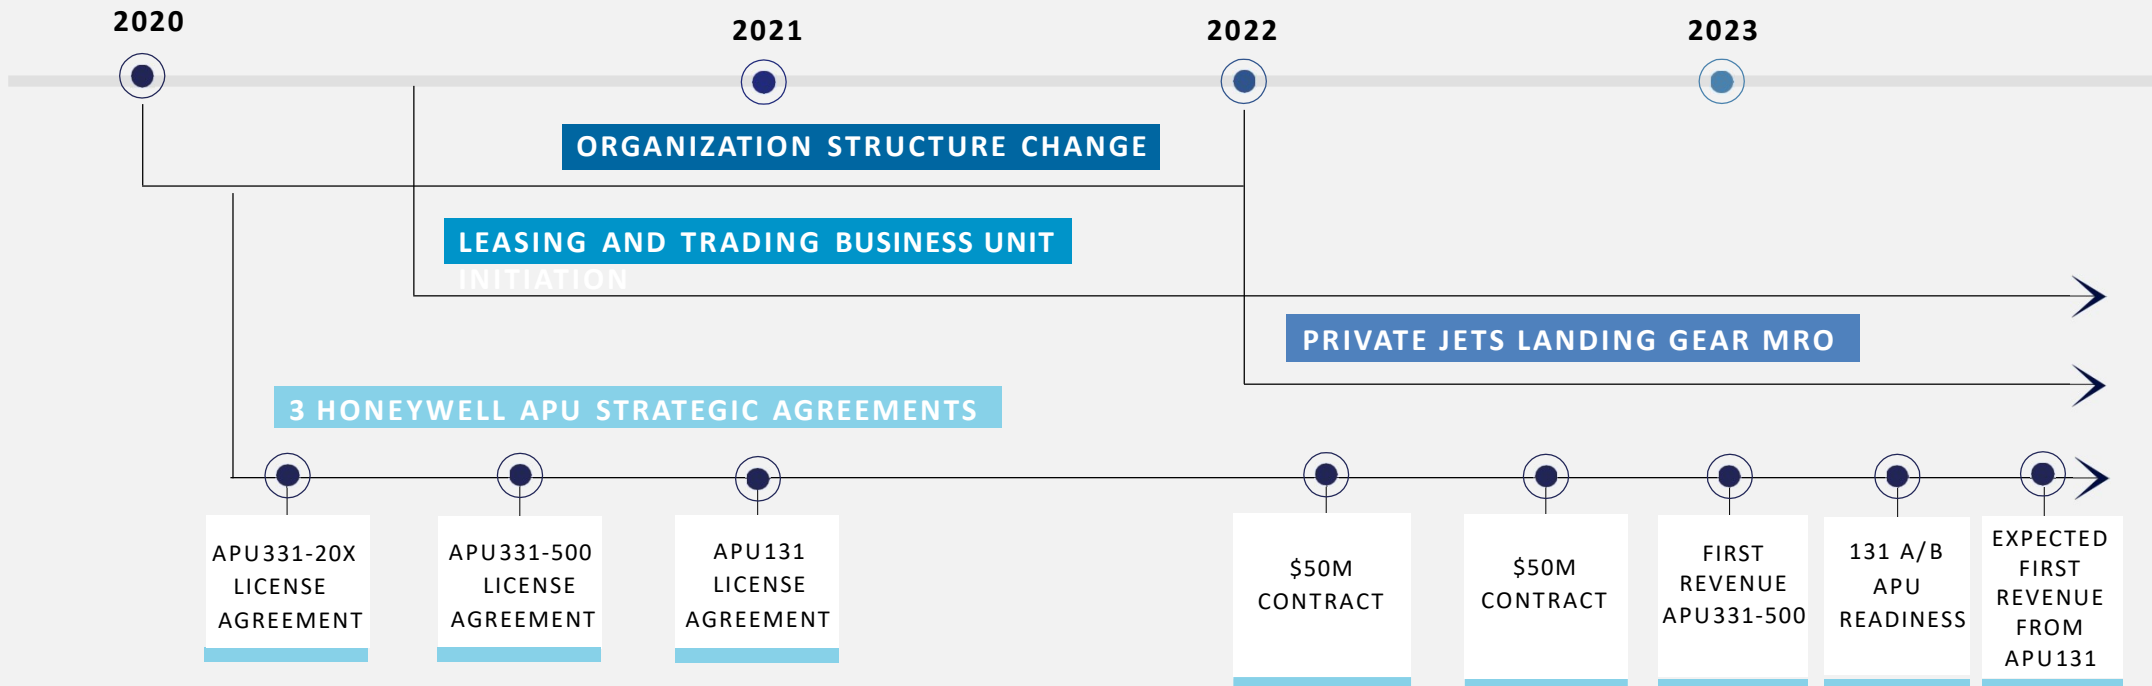 2020
2021
2022
2023
ORGANIZATION STRUCTURE CHANGE
LEASING AND TRADING BUSINESS UNIT
INITIATION
PRIVATE JETS LANDING GEAR MRO
3 HONEYWELL APU STRATEGIC AGREEMENTS
APU331-20X
LICENSE
AGREEMENT
APU331-500
LICENSE
AGREEMENT
APU131
LICENSE
AGREEMENT
$50M
CONTRACT
$50M
CONTRACT
FIRST
REVENUE
APU331-500
131 A/B
APU
READINESS
EXPECTED
FIRST
REVENUE
FROM
APU131